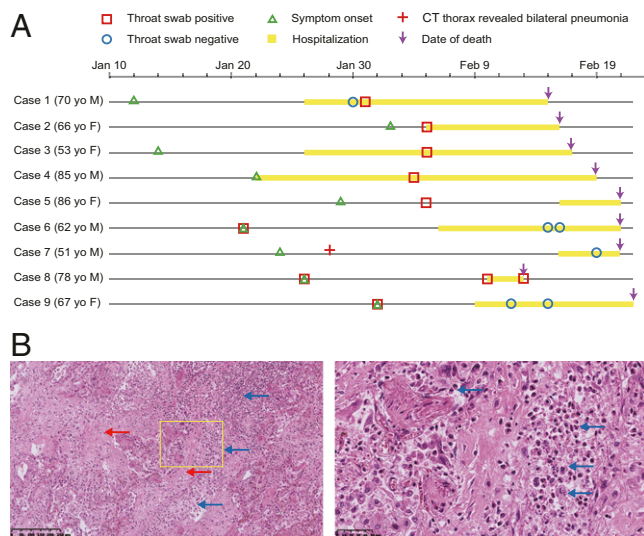 A
Throat swab positive
Symptom onset
CT thorax revealed bilateral pneumonia
Throat swab negative
Hospitalization
Date of death
Jan 10 Jan 20 Jan 30 Feb 9 Feb 19
Case 1 (70 yo M)
Case 2 (66 yo F)
Case 3 (53 yo F)
Case 4 (85 yo M)
Case 5 (86 yo F)
Case 6 (62 yo M)
Case 7 (51 yo M)
Case 8 (78 yo M)
Case 9 (67 yo F)
B